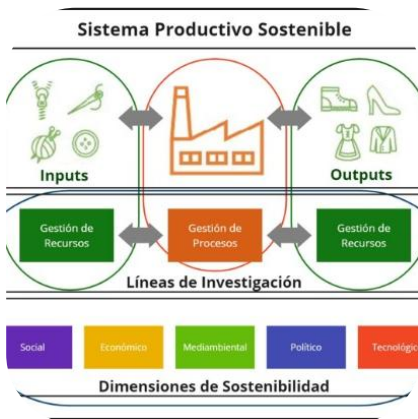 Sistema Productivo Sostenible
Inputs
Outputs
Gestión de
Recursos
Gestión de
Procesos
Gestión de
Recursos
Líneas de Investigación
Social
Económico
Mediambiental
Político
Tecnológic
Dimensiones de Sostenibilidad